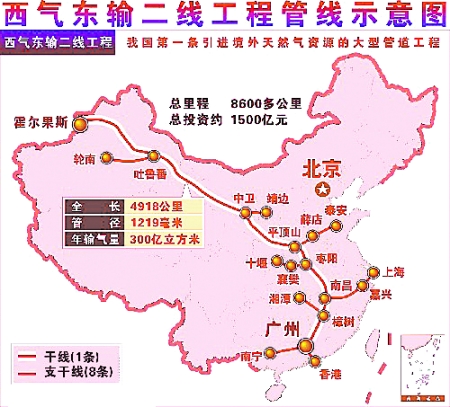 西气东输二线工程管线示意图
西气东输二线工程 我国第一条引进境外天然气资源的大型管道工程
总里程 8600多公里
总投资约 1500亿元
霍尔果斯
轮南
吐鲁番
北京
中卫
靖边
薛店
泰安
平顶山
全长 4918公里
管径 1219毫米
年输气量 300亿立方米
十堰
襄樊
枣阳
上海
南昌
嘉兴
湘潭
樟树
广州
南宁
香港
干线(1条)
支干线(8条)